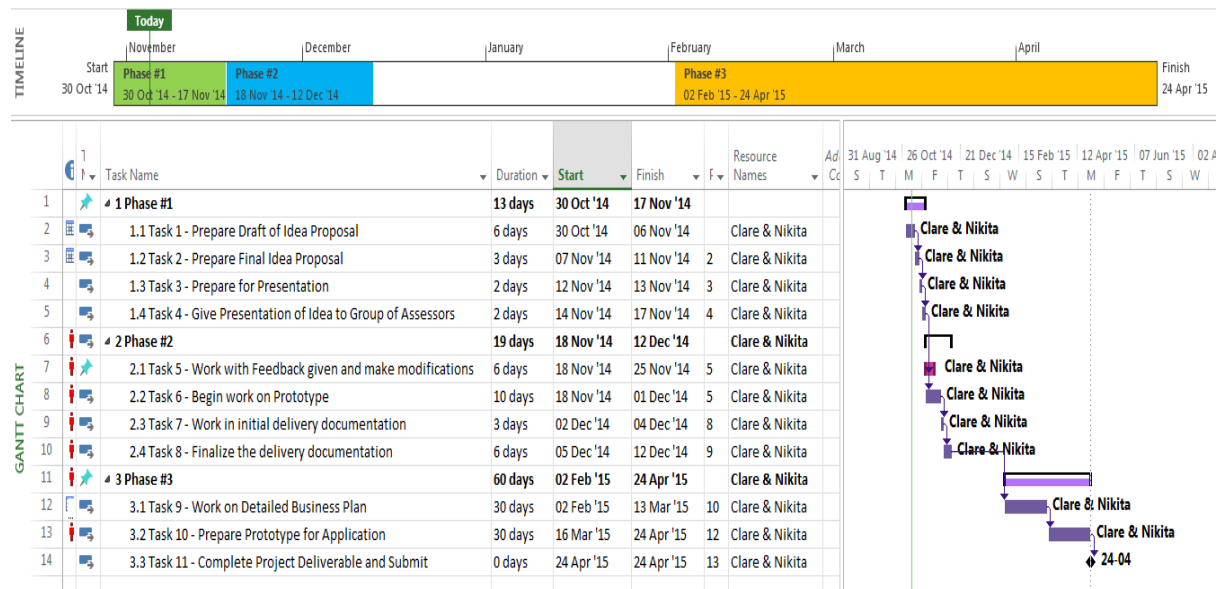 Today
TIMELINE
November December January February March April
Start
30 Oct '14
Phase #1
30 Oct '14 - 17 Nov '14
Phase #2
18 Nov '14 - 12 Dec '14
Phase #3
02 Feb '15 - 24 Apr '15
Finish
24 Apr '15
GANTT CHART
Task Name Duration Start Finish Resource Names
31 Aug '14 26 Oct '14 21 Dec '14 15 Feb '15 12 Apr '15 07 Jun '15 02 A
S T M F T S W S T M F T S W
1 1 Phase #1 13 days 30 Oct '14 17 Nov '14
2 1.1 Task 1 - Prepare Draft of Idea Proposal 6 days 30 Oct '14 06 Nov '14 Clare & Nikita Clare & Nikita
3 1.2 Task 2 - Prepare Final Idea Proposal 3 days 07 Nov '14 11 Nov '14 2 Clare & Nikita Clare & Nikita
4 1.3 Task 3 - Prepare for Presentation 2 days 12 Nov '14 13 Nov '14 3 Clare & Nikita Clare & Nikita
5 1.4 Task 4 - Give Presentation of Idea to Group of Assessors 2 days 14 Nov '14 17 Nov '14 4 Clare & Nikita Clare & Nikita
6 2 Phase #2 19 days 18 Nov '14 12 Dec '14 Clare & Nikita
7 2.1 Task 5 - Work with Feedback given and make modifications 6 days 18 Nov '14 25 Nov '14 5 Clare & Nikita Clare & Nikita
8 2.2 Task 6 - Begin work on Prototype 10 days 18 Nov '14 01 Dec '14 5 Clare & Nikita Clare & Nikita
9 2.3 Task 7 - Work in initial delivery documentation 3 days 02 Dec '14 04 Dec '14 8 Clare & Nikita Clare & Nikita
10 2.4 Task 8 - Finalize the delivery documentation 6 days 05 Dec '14 12 Dec '14 9 Clare & Nikita Clare & Nikita
11 3 Phase #3 60 days 02 Feb '15 24 Apr '15 Clare & Nikita
12 3.1 Task 9 - Work on Detailed Business Plan 30 days 02 Feb '15 13 Mar '15 10 Clare & Nikita Clare & Nikita
13 3.2 Task 10 - Prepare Prototype for Application 30 days 16 Mar '15 24 Apr '15 12 Clare & Nikita Clare & Nikita
14 3.3 Task 11 - Complete Project Deliverable and Submit 0 days 24 Apr '15 24 Apr '15 13 Clare & Nikita 24-04